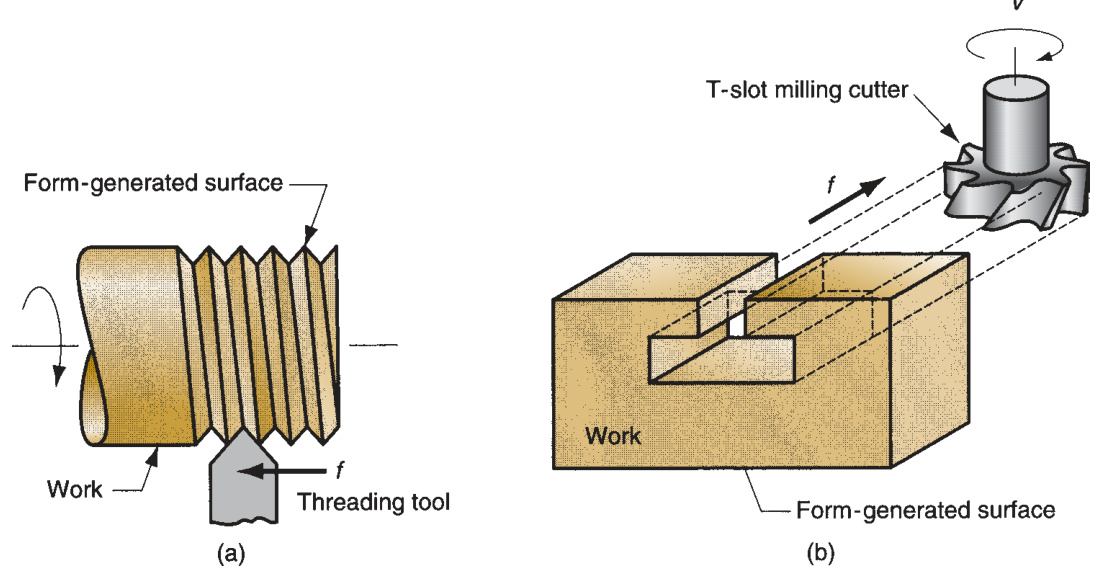 Form-generated surface
Work
f
Threading tool
(a)
v
T-slot milling cutter
f
Work
Form-generated surface
(b)